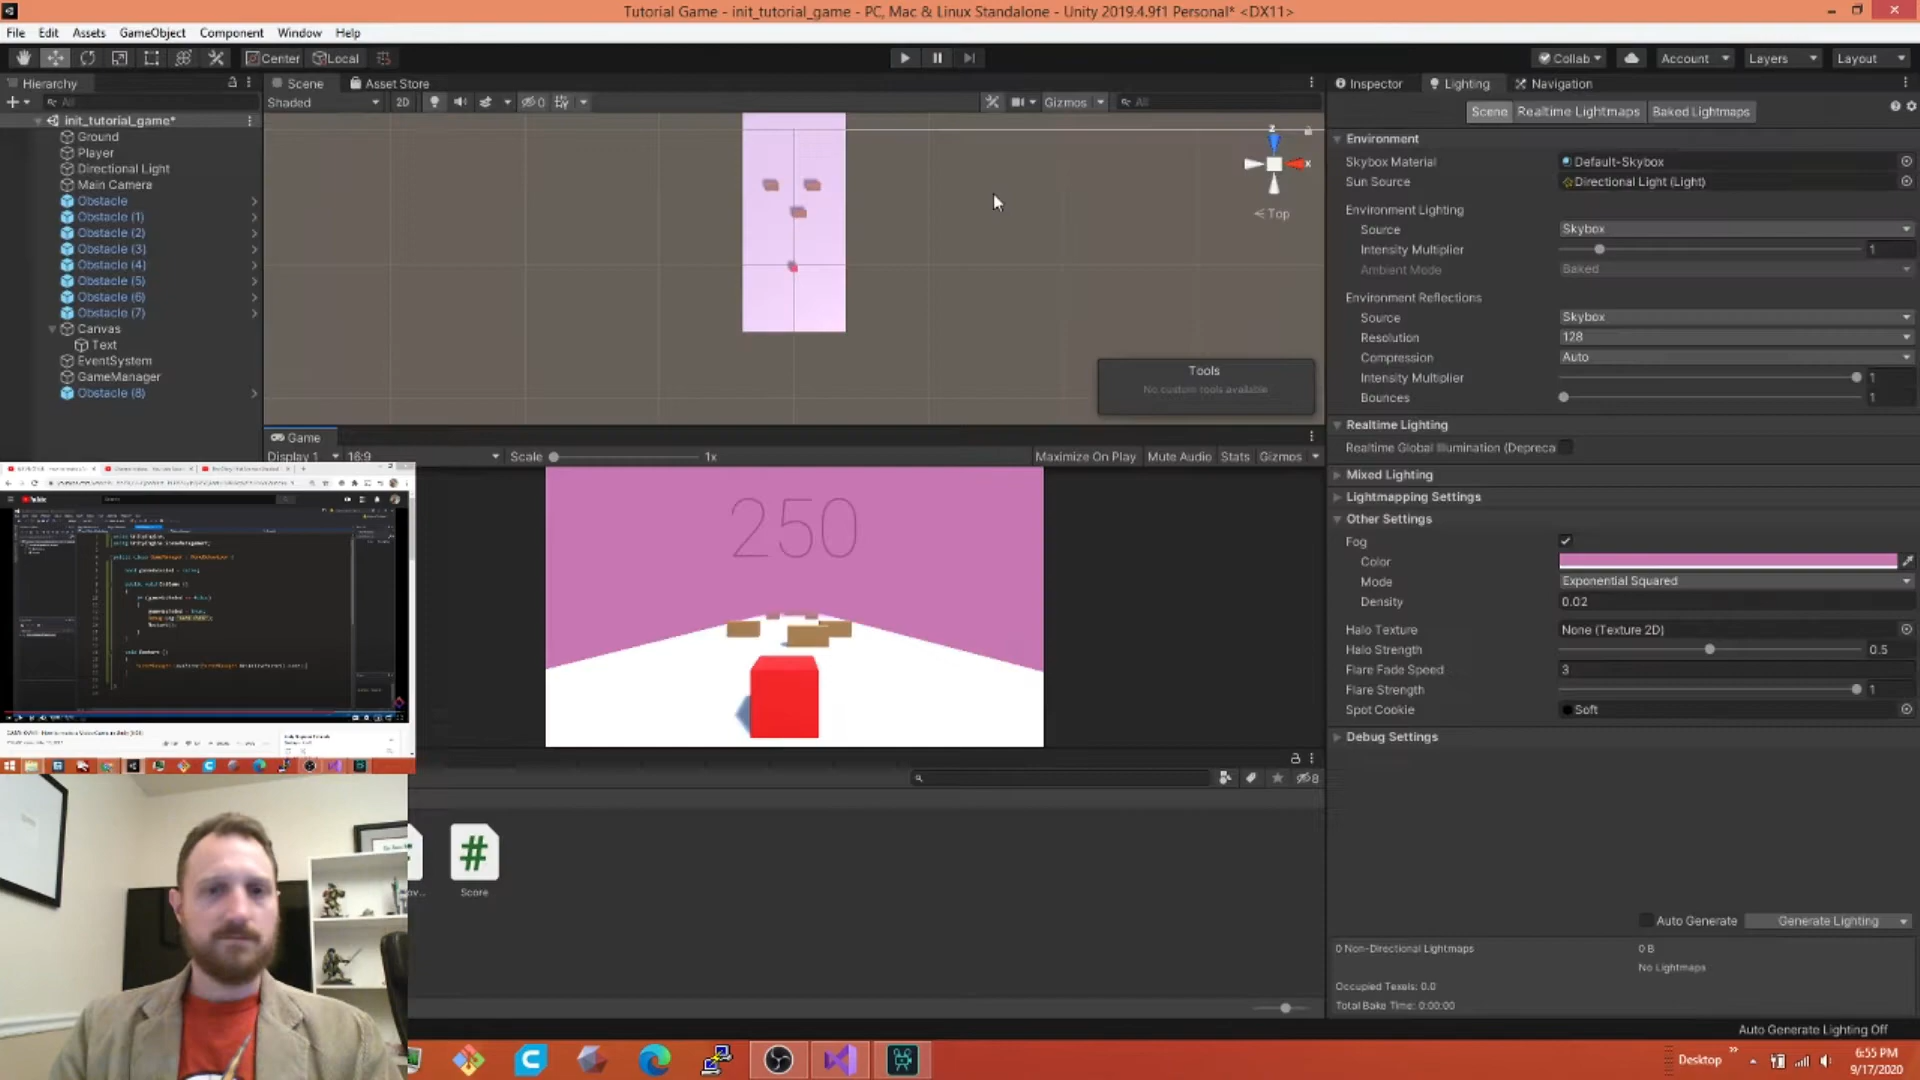 Tutorial Game - init_tutorial_game - PC, Mac & Linux Standalone - Unity 2019.4.9f1 Personal* <DX11>
File Edit Assets GameObject Component Window Help
Center Local Collab Account Layers Layout
Hierarchy
All
init_tutorial_game*
Ground
Player
Directional Light
Main Camera
Obstacle
Obstacle (1)
Obstacle (2)
Obstacle (3)
Obstacle (4)
Obstacle (5)
Obstacle (6)
Obstacle (7)
Canvas
Text
EventSystem
GameManager
Obstacle (8)
Scene Asset Store
Shaded 2D 0 Gizmos All
z
x
Top
Tools
No custom tools available
Game
Display 1 16:9 Scale 1x Maximize On Play Mute Audio Stats Gizmos
250
8
Score
Inspector Lighting Navigation
Scene Realtime Lightmaps Baked Lightmaps
Environment
Skybox Material Default-Skybox
Sun Source Directional Light (Light)
Environment Lighting
Source Skybox
Intensity Multiplier 1
Ambient Mode Baked
Environment Reflections
Source Skybox
Resolution 128
Compression Auto
Intensity Multiplier 1
Bounces 1
Realtime Lighting
Realtime Global Illumination (Depreca
Mixed Lighting
Lightmapping Settings
Other Settings
Fog
Color
Mode Exponential Squared
Density 0.02
Halo Texture None (Texture 2D)
Halo Strength 0.5
Flare Fade Speed 3
Flare Strength 1
Spot Cookie Soft
Debug Settings
Auto Generate Generate Lighting
0 Non-Directional Lightmaps 0 B
No Lightmaps
Occupied Texels: 0.0
Total Bake Time: 0:00:00
Auto Generate Lighting Off
Desktop
6:55 PM
9/17/2020